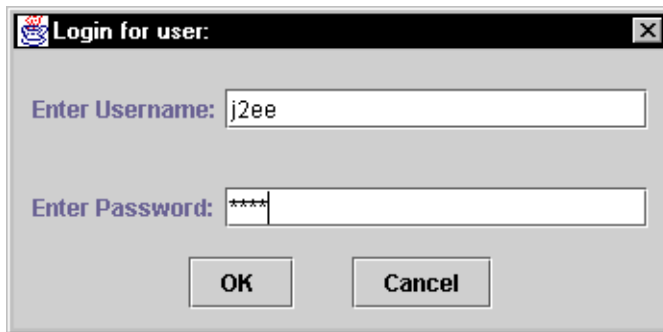 Login for user:
Enter Username: j2ee
Enter Password: ****
OK Cancel